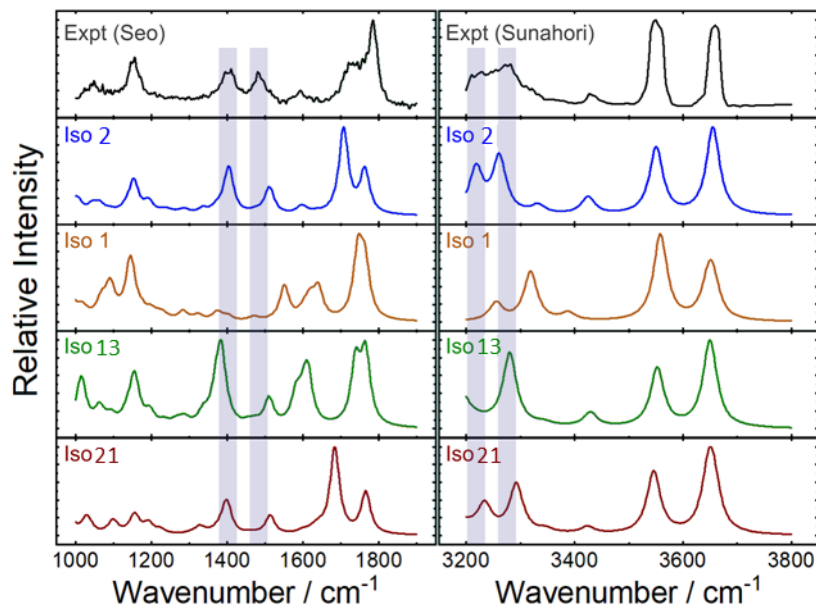 Expt (Seo)
Expt (Sunahori)
Iso 2
Iso 2
Iso 1
Iso 1
Iso 13
Iso 13
Iso 21
Iso 21
Relative Intensity
1000 1200 1400 1600 1800
3200 3400 3600 3800
Wavenumber / cm⁻¹
Wavenumber / cm⁻¹